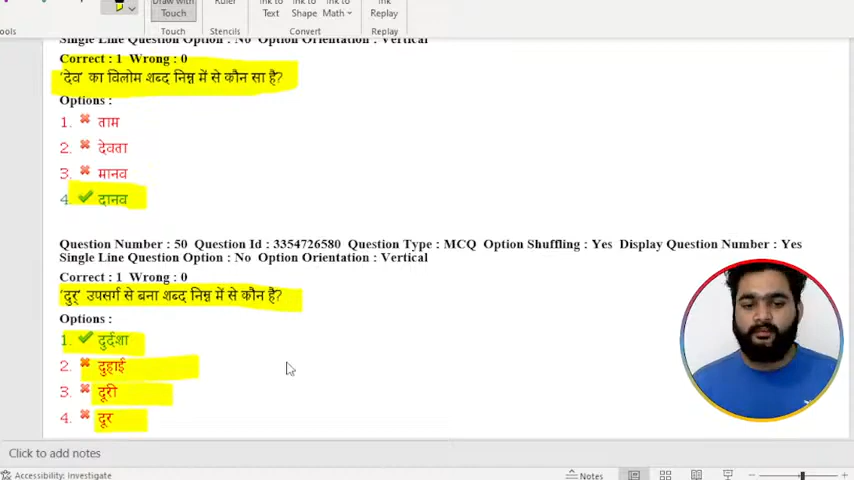 Draw with
Touch
Ruler
Ink to
Text
Ink to
Shape
Ink to
Math
Ink
Replay
ools
Touch
Stencils
Convert
Replay
Single Line Question Option : No Option Orientation : Vertical
Correct : 1 Wrong : 0
'देव' का विलोम शब्द निम्न में से कौन सा है?
Options :
1. ताम
2. देवता
3. मानव
4. दानव
Question Number : 50 Question Id : 3354726580 Question Type : MCQ Option Shuffling : Yes Display Question Number : Yes
Single Line Question Option : No Option Orientation : Vertical
Correct : 1 Wrong : 0
'दुर्' उपसर्ग से बना शब्द निम्न में से कौन है?
Options :
1. दुर्दशा
2. दुहाई
3. दूरी
4. दूर
Click to add notes
Accessibility: Investigate
Notes